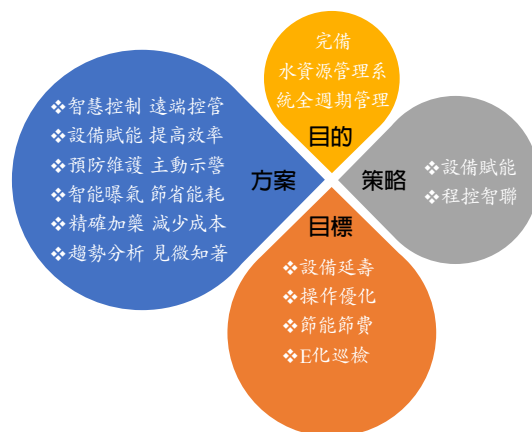 完備
水資源管理系
統全週期管理
目的
❖智慧控制 遠端控管
❖設備賦能 提高效率
❖預防維護 主動示警
❖智能曝氣 節省能耗
❖精確加藥 減少成本
❖趨勢分析 見微知著
方案
策略
❖設備賦能
❖程控智聯
目標
❖設備延壽
❖操作優化
❖節能節費
❖E化巡檢